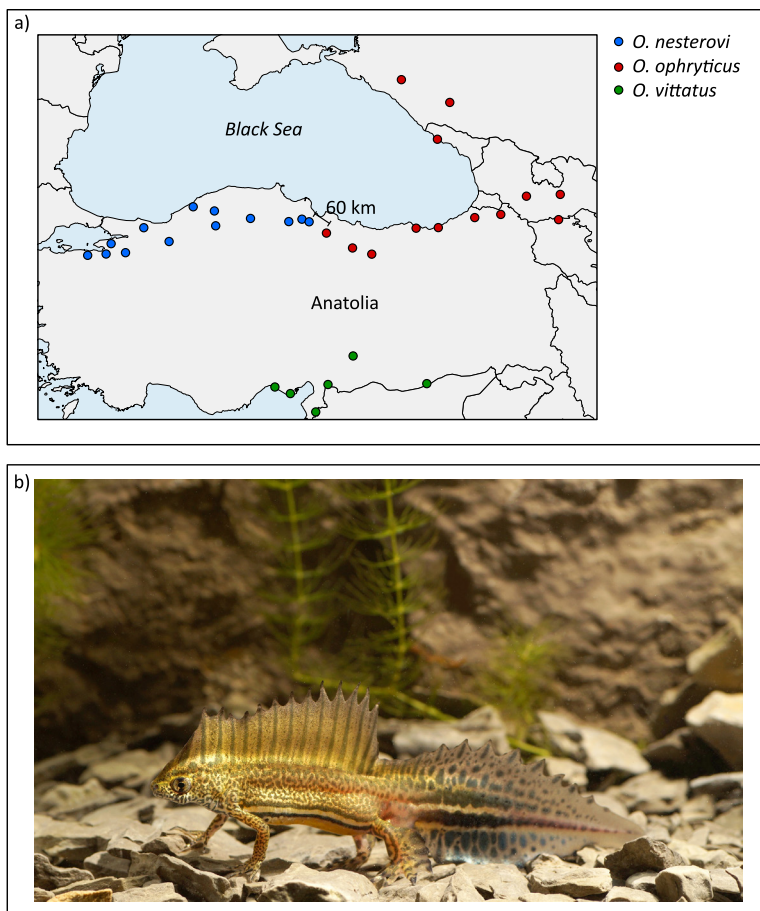 a)
O. nesterovi
O. ophryticus
O. vittatus
Black Sea
60 km
Anatolia
b)